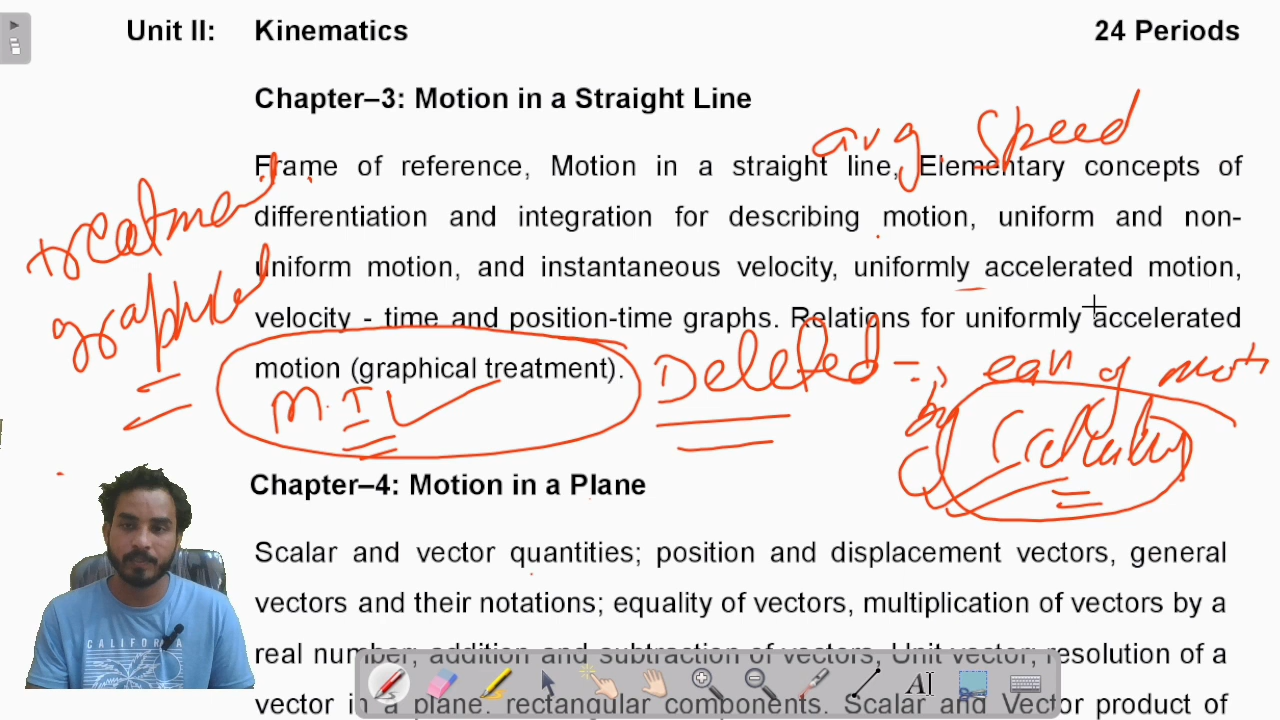 Unit II: Kinematics 24 Periods
Chapter–3: Motion in a Straight Line
avg. speed
Frame of reference, Motion in a straight line, Elementary concepts of
differentiation and integration for describing motion, uniform and non-
uniform motion, and instantaneous velocity, uniformly accelerated motion,
velocity - time and position-time graphs. Relations for uniformly accelerated
motion (graphical treatment).
treatment
graphical
M.I.L
Deleted - eqn of mot
by
Calculus
Chapter–4: Motion in a Plane
Scalar and vector quantities; position and displacement vectors, general
vectors and their notations; equality of vectors, multiplication of vectors by a
real number; addition and subtraction of vectors, Unit vector; resolution of a
vector in a plane. rectangular components. Scalar and Vector product of
CALIFORNIA